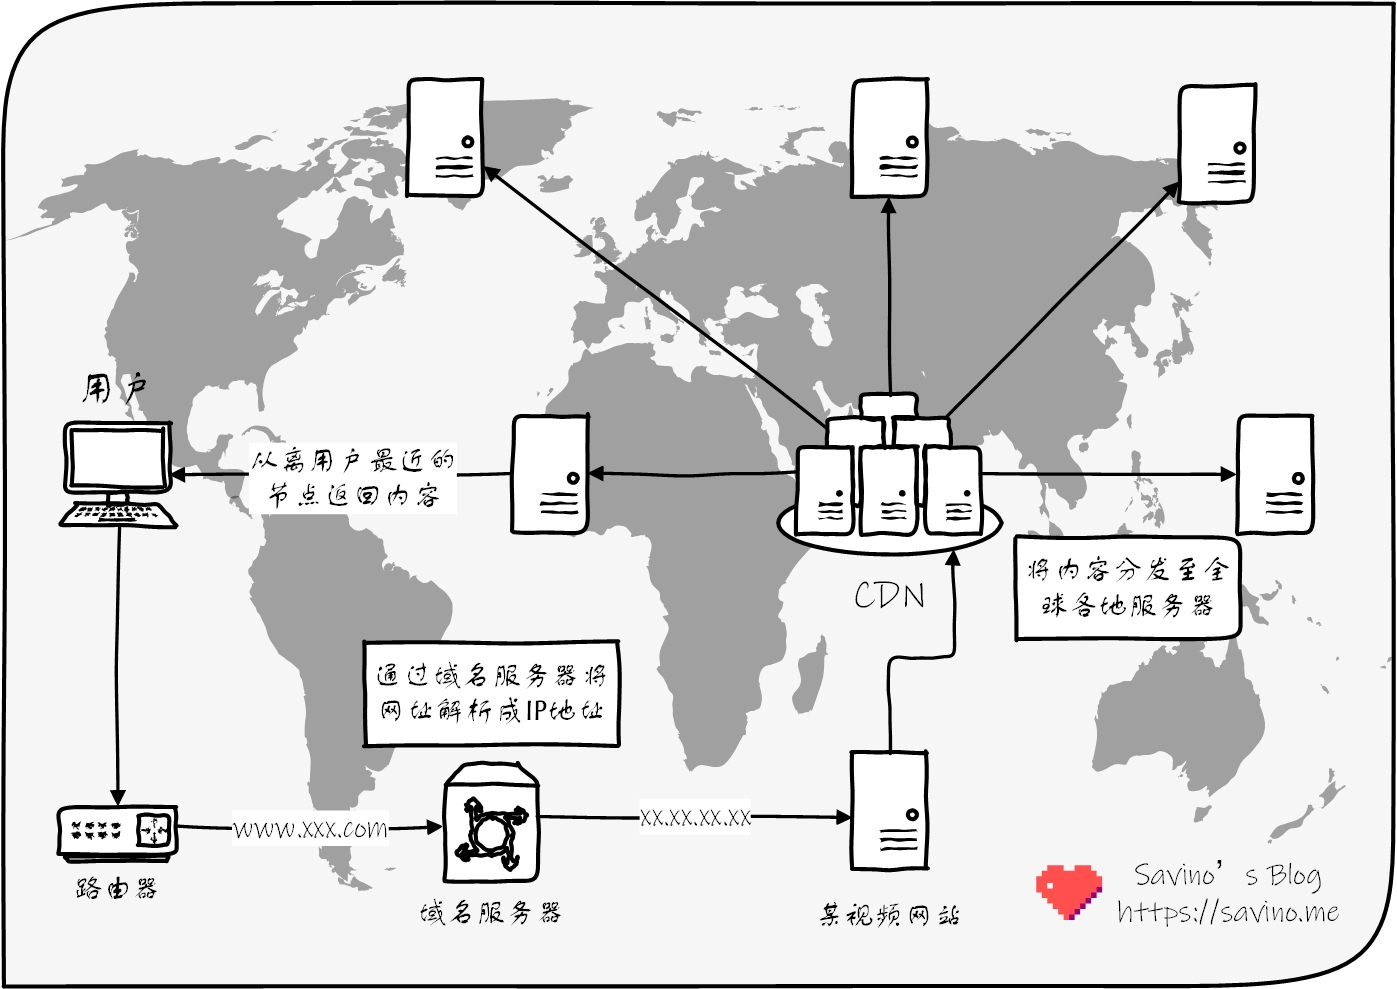 用户
从离用户最近的
节点返回内容
CDN
将内容分发至全
球各地服务器
通过域名服务器将
网址解析成IP地址
www.xxx.com
xx.xx.xx.xx
路由器
域名服务器
某视频网站
Savino’s Blog
https://savino.me